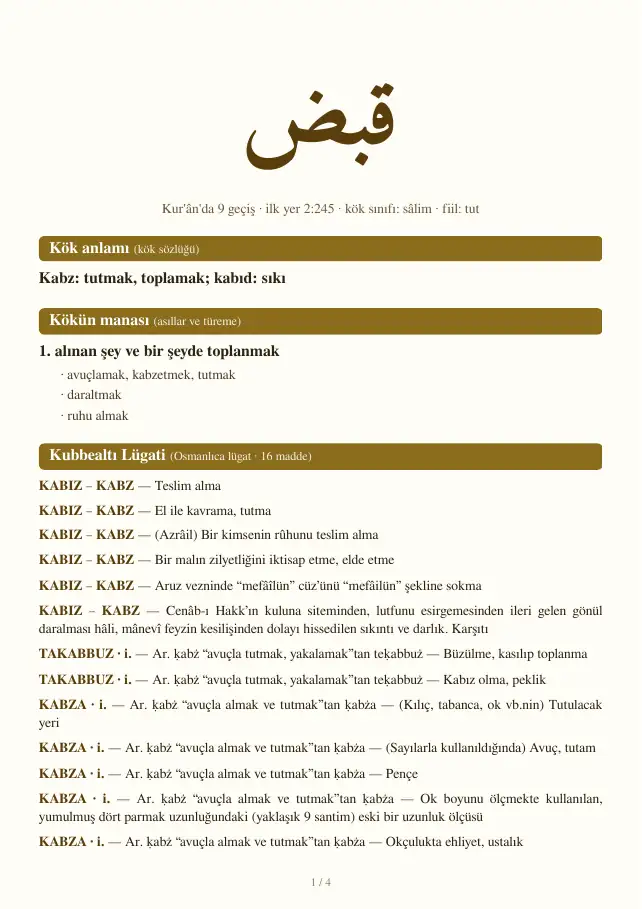 قبض
Kur'ân'da 9 geçiş · ilk yer 2:245 · kök sınıfı: sâlim · fiil: tut
Kök anlamı (kök sözlüğü)
Kabz: tutmak, toplamak; kabıd: sıkı
Kökün manası (asıllar ve türeme)
1. alınan şey ve bir şeyde toplanmak
· avuçlamak, kabzetmek, tutmak
· daraltmak
· ruhu almak
Kubbealtı Lügati (Osmanlıca lügat · 16 madde)
KABIZ – KABZ — Teslim alma
KABIZ – KABZ — El ile kavrama, tutma
KABIZ – KABZ — (Azrâil) Bir kimsenin rûhunu teslim alma
KABIZ – KABZ — Bir malın zilyetliğini iktisap etme, elde etme
KABIZ – KABZ — Aruz vezninde “mefâîlün” cüz’ünü “mefâilün” şekline sokma
KABIZ – KABZ — Cenâb-ı Hakk’ın kuluna siteminden, lutfunu esirgemesinden ileri gelen gönül
daralması hâli, mânevî feyzin kesilişinden dolayı hissedilen sıkıntı ve darlık. Karşıtı
TAKABBUZ · i. — Ar. ḳabż “avuçla tutmak, yakalamak”tan teḳabbuż — Büzülme, kasılıp toplanma
TAKABBUZ · i. — Ar. ḳabż “avuçla tutmak, yakalamak”tan teḳabbuż — Kabız olma, peklik
KABZA · i. — Ar. ḳabż “avuçla almak ve tutmak”tan ḳabża — (Kılıç, tabanca, ok vb.nin) Tutulacak
yeri
KABZA · i. — Ar. ḳabż “avuçla almak ve tutmak”tan ḳabża — (Sayılarla kullanıldığında) Avuç, tutam
KABZA · i. — Ar. ḳabż “avuçla almak ve tutmak”tan ḳabża — Pençe
KABZA · i. — Ar. ḳabż “avuçla almak ve tutmak”tan ḳabża — Ok boyunu ölçmekte kullanılan,
yumulmuş dört parmak uzunluğundaki (yaklaşık 9 santim) eski bir uzunluk ölçüsü
KABZA · i. — Ar. ḳabż “avuçla almak ve tutmak”tan ḳabża — Okçulukta ehliyet, ustalık
1 / 4